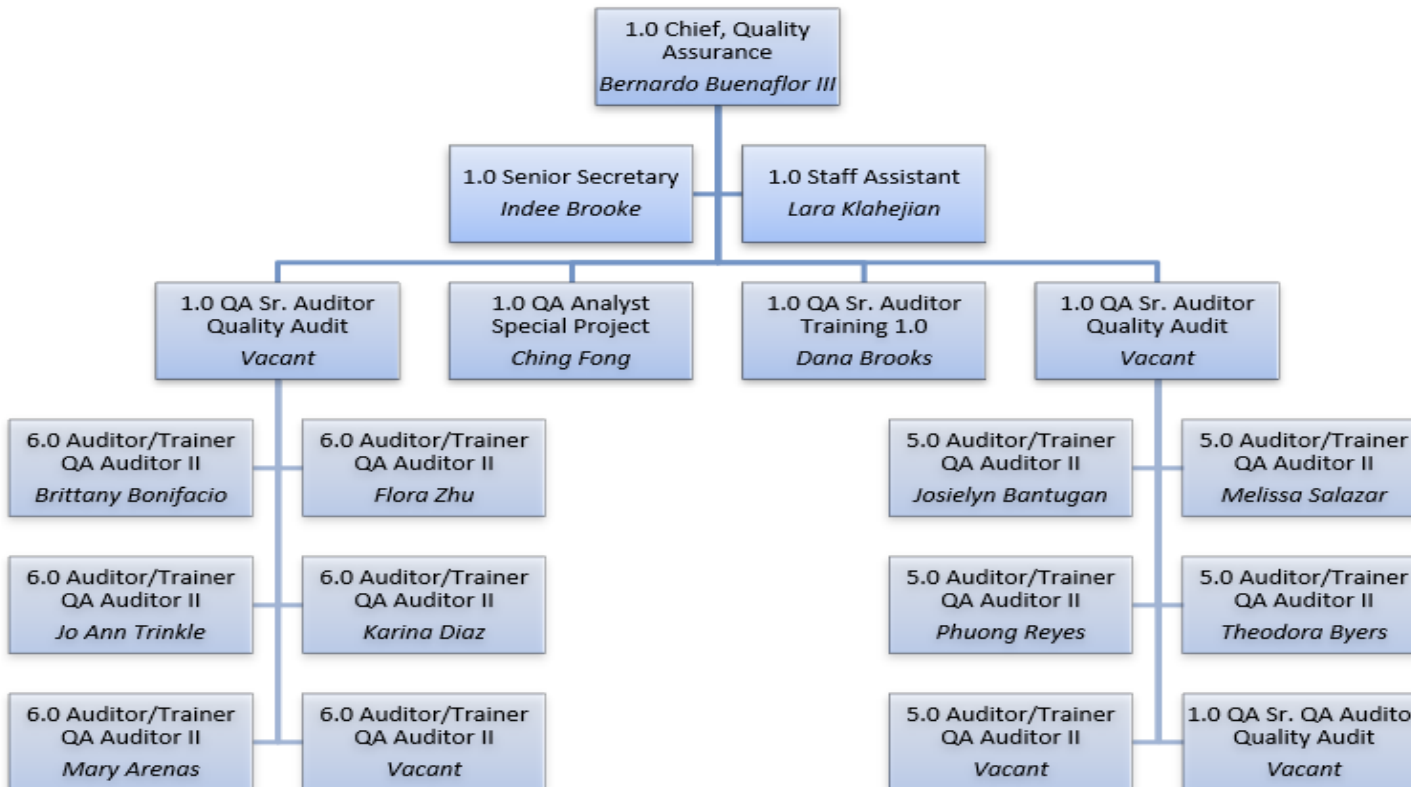 1.0 Chief, Quality
Assurance
Bernardo Buenaflor III
1.0 Senior Secretary
Indee Brooke
1.0 Staff Assistant
Lara Klahejian
1.0 QA Sr. Auditor
Quality Audit
Vacant
1.0 QA Analyst
Special Project
Ching Fong
1.0 QA Sr. Auditor
Training 1.0
Dana Brooks
1.0 QA Sr. Auditor
Quality Audit
Vacant
6.0 Auditor/Trainer
QA Auditor II
Brittany Bonifacio
6.0 Auditor/Trainer
QA Auditor II
Flora Zhu
5.0 Auditor/Trainer
QA Auditor II
Josielyn Bantugan
5.0 Auditor/Trainer
QA Auditor II
Melissa Salazar
6.0 Auditor/Trainer
QA Auditor II
Jo Ann Trinkle
6.0 Auditor/Trainer
QA Auditor II
Karina Diaz
5.0 Auditor/Trainer
QA Auditor II
Phuong Reyes
5.0 Auditor/Trainer
QA Auditor II
Theodora Byers
6.0 Auditor/Trainer
QA Auditor II
Mary Arenas
6.0 Auditor/Trainer
QA Auditor II
Vacant
5.0 Auditor/Trainer
QA Auditor II
Vacant
1.0 QA Sr. QA Audito
Quality Audit
Vacant